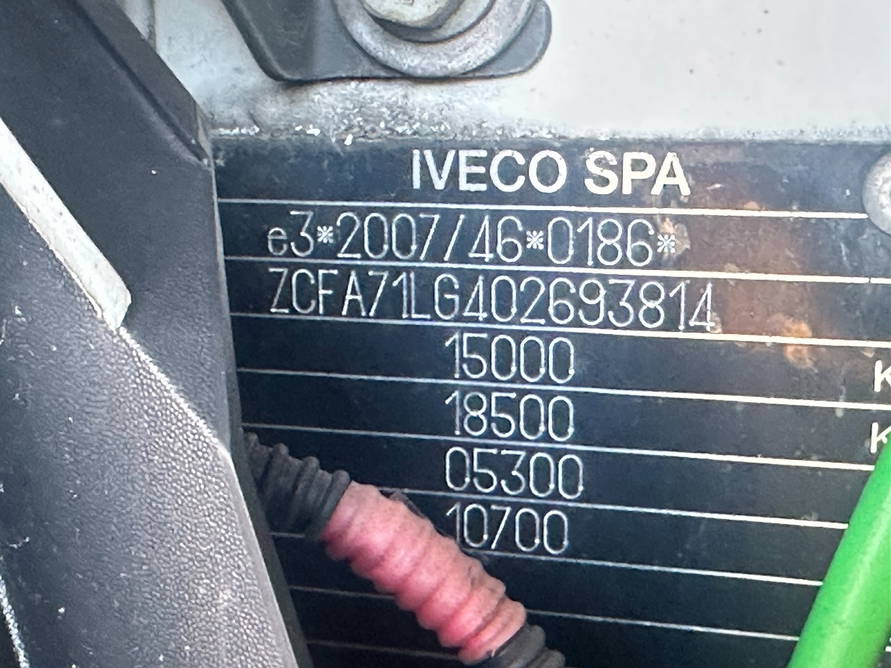 IVECO SPA
e3*2007/46*0186*
ZCFA71LG402693814
15000
K
18500
K
05300
10700